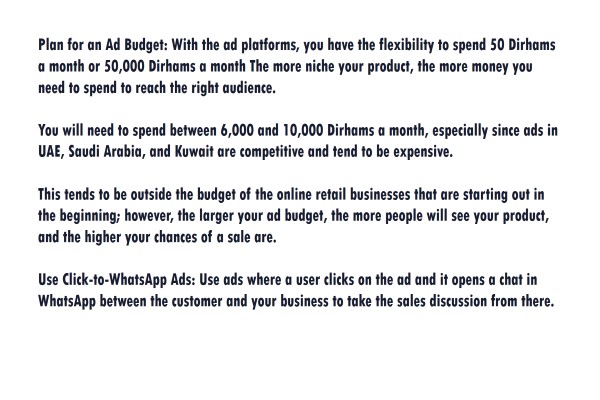 Plan for an Ad Budget: With the ad platforms, you have the flexibility to spend 50 Dirhams
a month or 50,000 Dirhams a month The more niche your product, the more money you
need to spend to reach the right audience.
You will need to spend between 6,000 and 10,000 Dirhams a month, especially since ads in
UAE, Saudi Arabia, and Kuwait are competitive and tend to be expensive.
This tends to be outside the budget of the online retail businesses that are starting out in
the beginning; however, the larger your ad budget, the more people will see your product,
and the higher your chances of a sale are.
Use Click-to-WhatsApp Ads: Use ads where a user clicks on the ad and it opens a chat in
WhatsApp between the customer and your business to take the sales discussion from there.